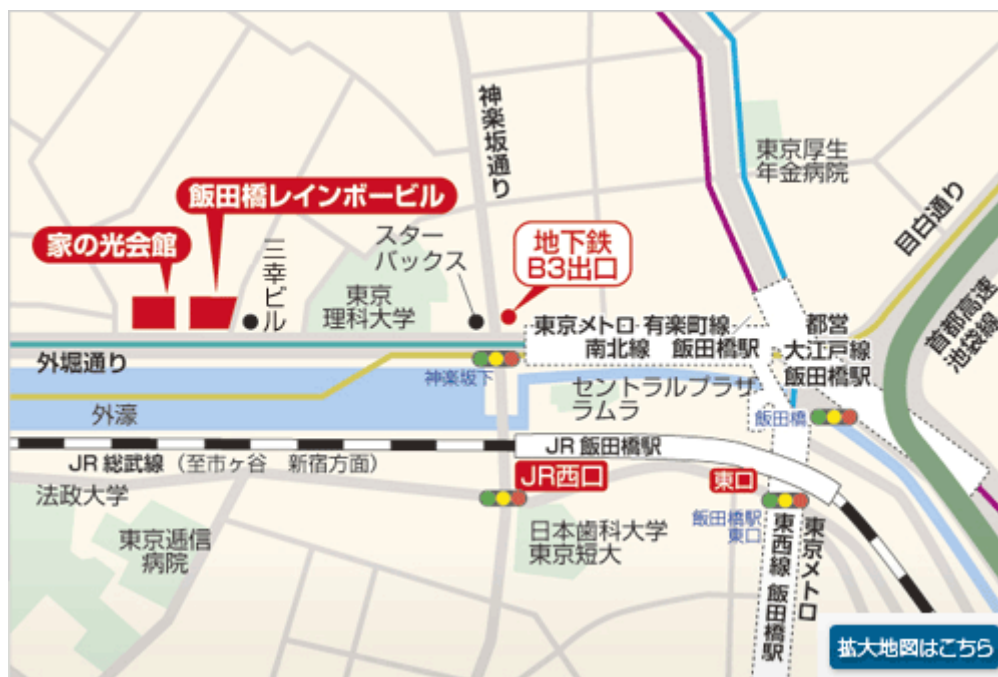 神楽坂通り
東京厚生
年金病院
目白通り
飯田橋レインボービル
家の光会館
三幸ビル
スター
バックス
地下鉄
B3出口
東京
理科大学
東京メトロ 有楽町線
南北線 飯田橋駅
都営
大江戸線
飯田橋駅
首都高速
池袋線
外堀通り
神楽坂下
セントラルプラザ
ラムラ
外濠
飯田橋
JR 飯田橋駅
JR 総武線（至市ヶ谷 新宿方面）
JR西口
東口
法政大学
東京逓信
病院
日本歯科大学
東京短大
飯田橋駅
東口
東京メトロ
東西線 飯田橋駅
拡大地図はこちら